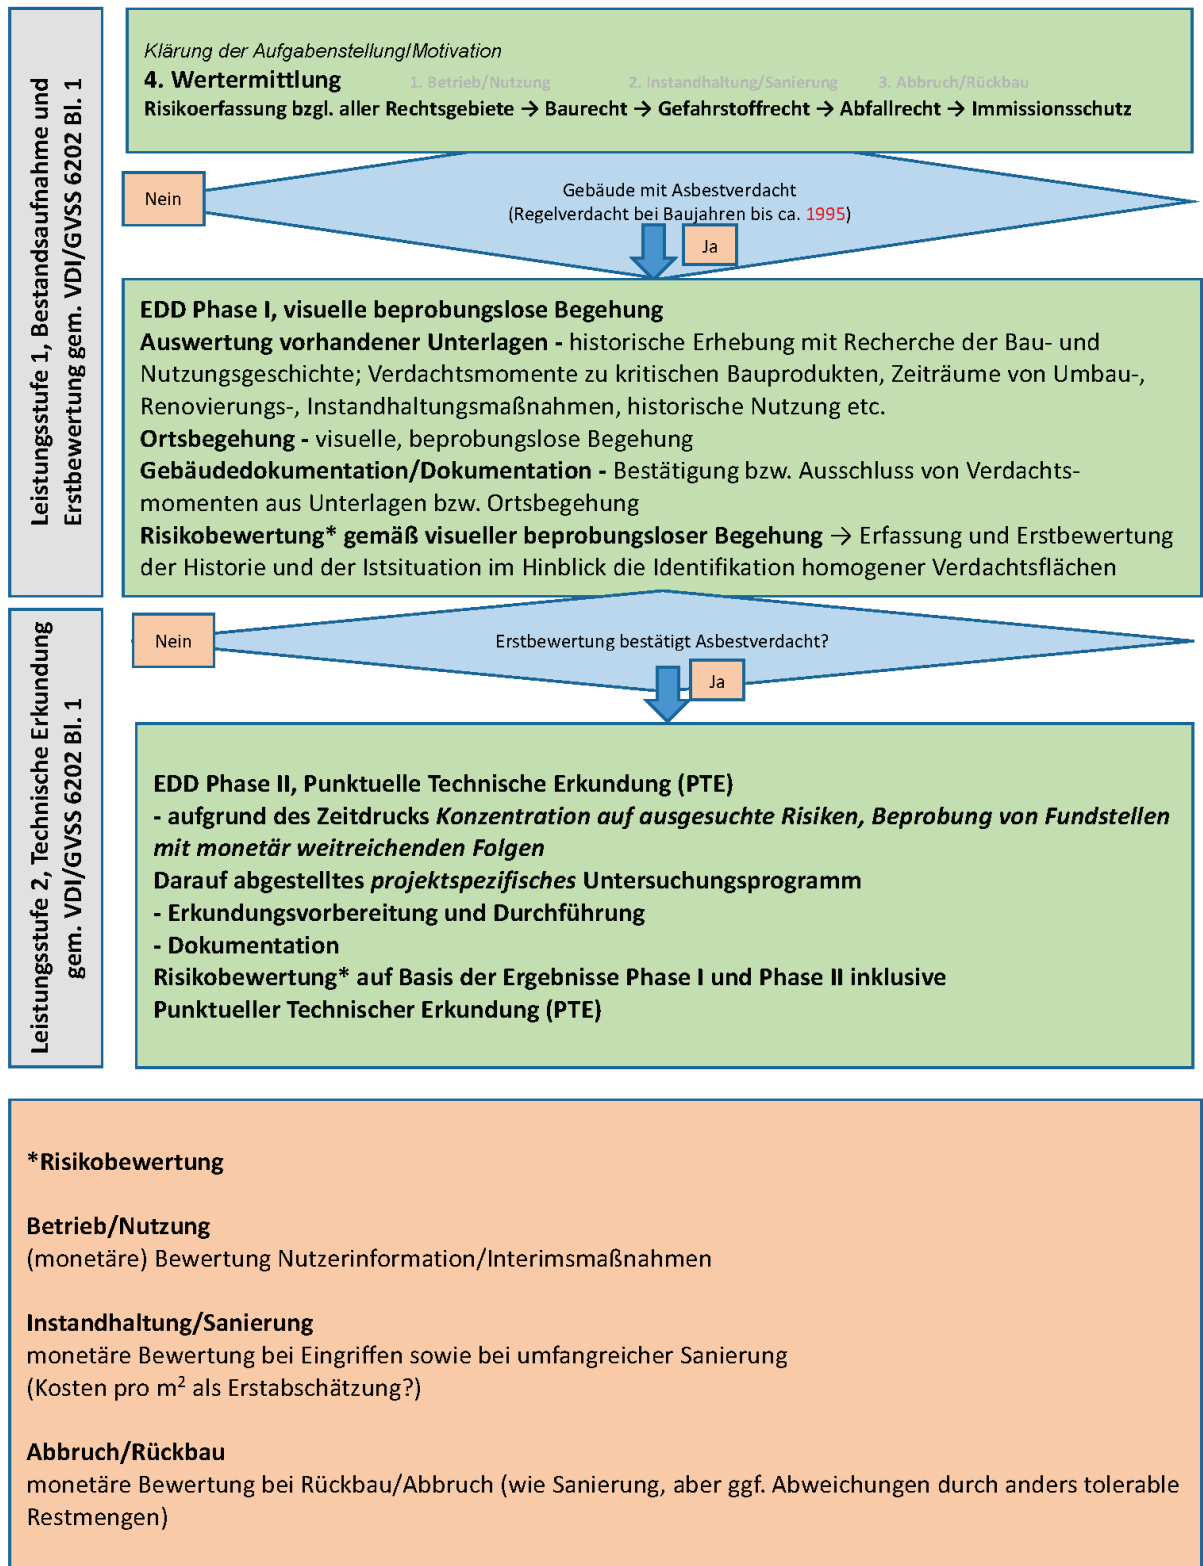 Leistungsstufe 1, Bestandsaufnahme und
Erstbewertung gem. VDI/GVSS 6202 Bl. 1
Klärung der Aufgabenstellung/Motivation
4. Wertermittlung 1. Betrieb/Nutzung 2. Instandhaltung/Sanierung 3. Abbruch/Rückbau
Risikoerfassung bzgl. aller Rechtsgebiete → Baurecht → Gefahrstoffrecht → Abfallrecht → Immissionsschutz
Nein
Gebäude mit Asbestverdacht
(Regelverdacht bei Baujahren bis ca. 1995)
Ja
EDD Phase I, visuelle beprobungslose Begehung
Auswertung vorhandener Unterlagen - historische Erhebung mit Recherche der Bau- und
Nutzungsgeschichte; Verdachtsmomente zu kritischen Bauprodukten, Zeiträume von Umbau-,
Renovierungs-, Instandhaltungsmaßnahmen, historische Nutzung etc.
Ortsbegehung - visuelle, beprobungslose Begehung
Gebäudedokumentation/Dokumentation - Bestätigung bzw. Ausschluss von Verdachts-
momenten aus Unterlagen bzw. Ortsbegehung
Risikobewertung* gemäß visueller beprobungsloser Begehung → Erfassung und Erstbewertung
der Historie und der Istsituation im Hinblick die Identifikation homogener Verdachtsflächen
Leistungsstufe 2, Technische Erkundung
gem. VDI/GVSS 6202 Bl. 1
Nein
Erstbewertung bestätigt Asbestverdacht?
Ja
EDD Phase II, Punktuelle Technische Erkundung (PTE)
- aufgrund des Zeitdrucks Konzentration auf ausgesuchte Risiken, Beprobung von Fundstellen
mit monetär weitreichenden Folgen
Darauf abgestelltes projektspezifisches Untersuchungsprogramm
- Erkundungsvorbereitung und Durchführung
- Dokumentation
Risikobewertung* auf Basis der Ergebnisse Phase I und Phase II inklusive
Punktueller Technischer Erkundung (PTE)
*Risikobewertung
Betrieb/Nutzung
(monetäre) Bewertung Nutzerinformation/Interimsmaßnahmen
Instandhaltung/Sanierung
monetäre Bewertung bei Eingriffen sowie bei umfangreicher Sanierung
(Kosten pro m² als Erstabschätzung?)
Abbruch/Rückbau
monetäre Bewertung bei Rückbau/Abbruch (wie Sanierung, aber ggf. Abweichungen durch anders tolerable
Restmengen)